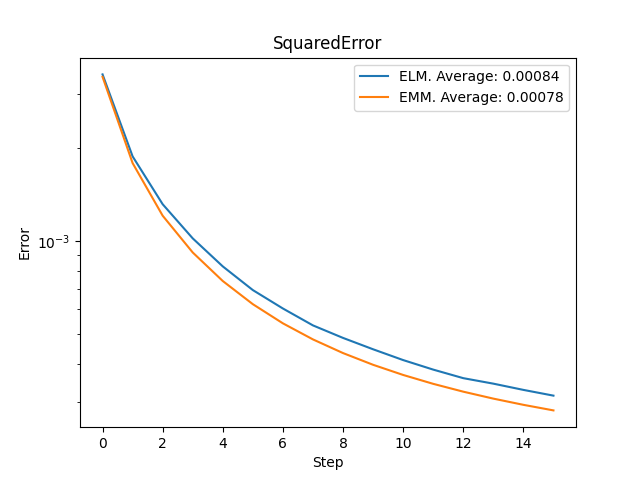 SquaredError
ELM. Average: 0.00084
EMM. Average: 0.00078
Error
10⁻³
0 2 4 6 8 10 12 14
Step